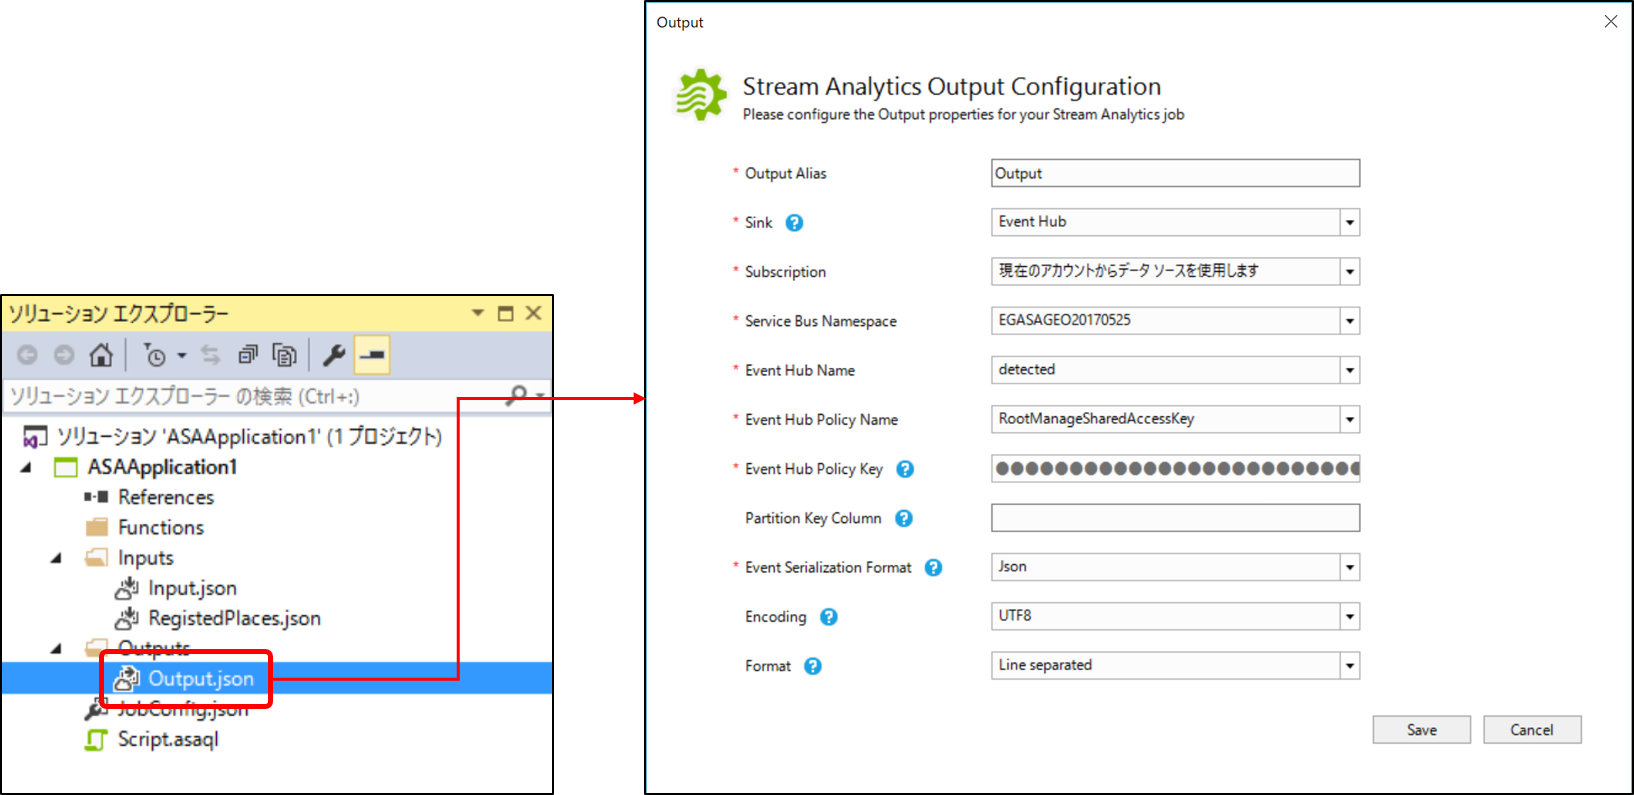 ソリューション エクスプローラー
ソリューション エクスプローラー の検索 (Ctrl+:)
ソリューション 'ASAApplication1' (1 プロジェクト)
ASAApplication1
References
Functions
Inputs
Input.json
RegistedPlaces.json
Outputs
Output.json
JobConfig.json
Script.asaql
Output
Stream Analytics Output Configuration
Please configure the Output properties for your Stream Analytics job
* Output Alias
Output
* Sink ?
Event Hub
* Subscription
現在のアカウントからデータ ソースを使用します
* Service Bus Namespace
EGASAGEO20170525
* Event Hub Name
detected
* Event Hub Policy Name
RootManageSharedAccessKey
* Event Hub Policy Key ?
●●●●●●●●●●●●●●●●●●●●●●●●●
Partition Key Column ?
* Event Serialization Format ?
Json
Encoding ?
UTF8
Format ?
Line separated
Save
Cancel